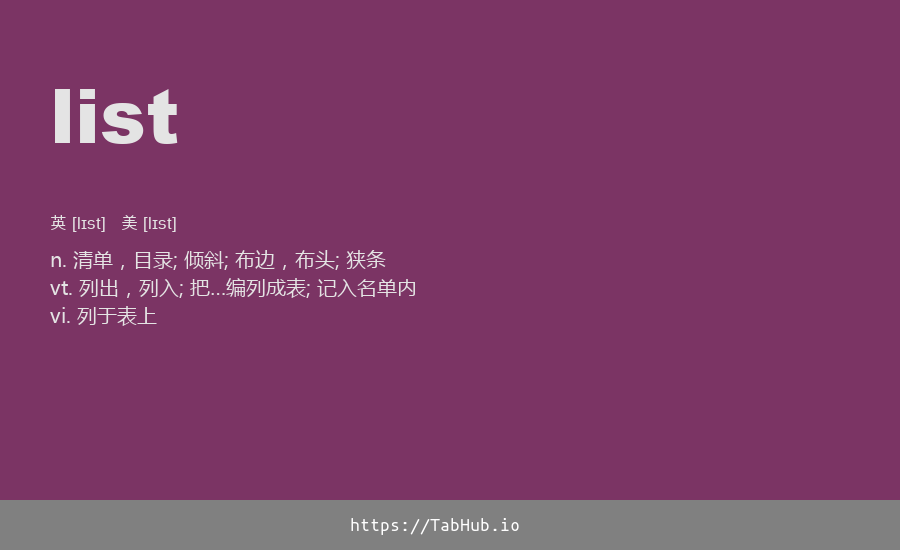 list
英 [lɪst] 美 [lɪst]
n. 清单，目录; 倾斜; 布边，布头; 狭条
vt. 列出，列入; 把…编列成表; 记入名单内
vi. 列于表上
https://TabHub.io